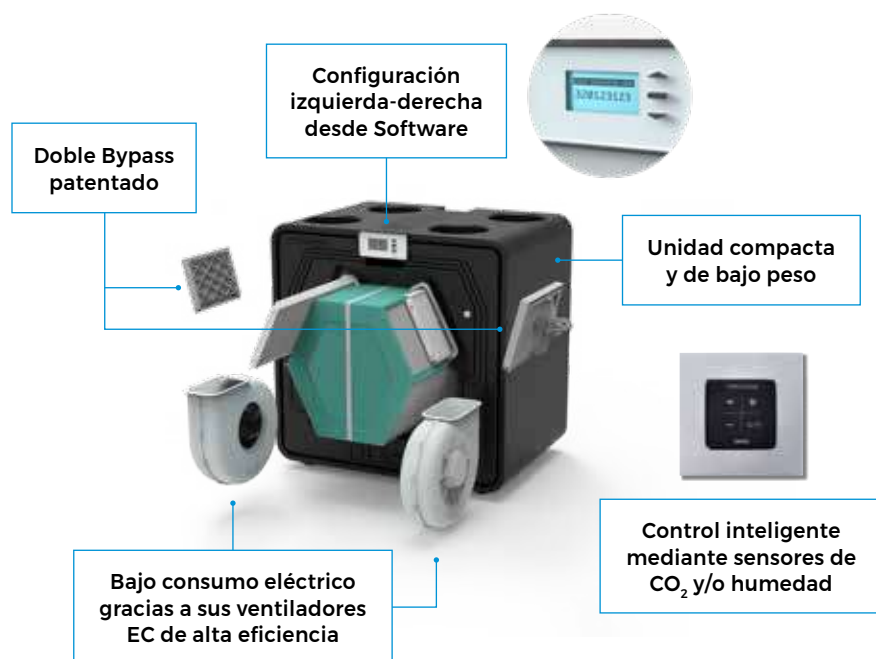 Configuración
izquierda-derecha
desde Software
320123123
Doble Bypass
patentado
Unidad compacta
y de bajo peso
Control inteligente
mediante sensores de
CO₂ y/o humedad
Bajo consumo eléctrico
gracias a sus ventiladores
EC de alta eficiencia